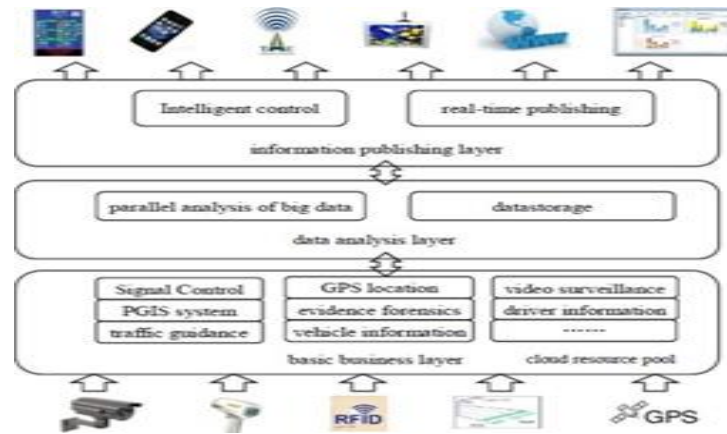 WWW
Intelligent control
real-time publishing
information publishing layer
parallel analysis of big data
datastorage
data analysis layer
Signal Control
GPS location
video surveillance
PGIS system
evidence forensics
driver information
traffic guidance
vehicle information
------
basic business layer
cloud resource pool
RFID
GPS